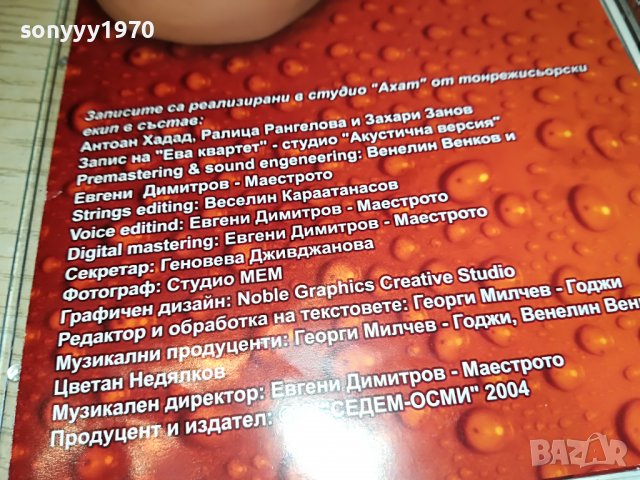 sonyyy1970
Записите са реализирани в студио "Ахат" от тонрежисьорски
екип в състав:
Антоан Хадад, Ралица Рангелова и Захари Занов
Запис на "Ева квартет" - студио "Акустична версия"
Premastering & sound engeneering: Венелин Венков и
Евгени Димитров - Маестрото
Strings editing: Веселин Караатанасов
Voice editind: Евгени Димитров - Маестрото
Digital mastering: Евгени Димитров - Маестрото
Секретар: Геновева Дживджанова
Фотограф: Студио МЕМ
Графичен дизайн: Noble Graphics Creative Studio
Редактор и обработка на текстовете: Георги Милчев - Годжи
Музикални продуценти: Георги Милчев - Годжи, Венелин
Цветан Недялков
Музикален директор: Евгени Димитров - Маестрото
Продуцент и издател: СЕДЕМ-ОСМИ" 2004
BAZAR